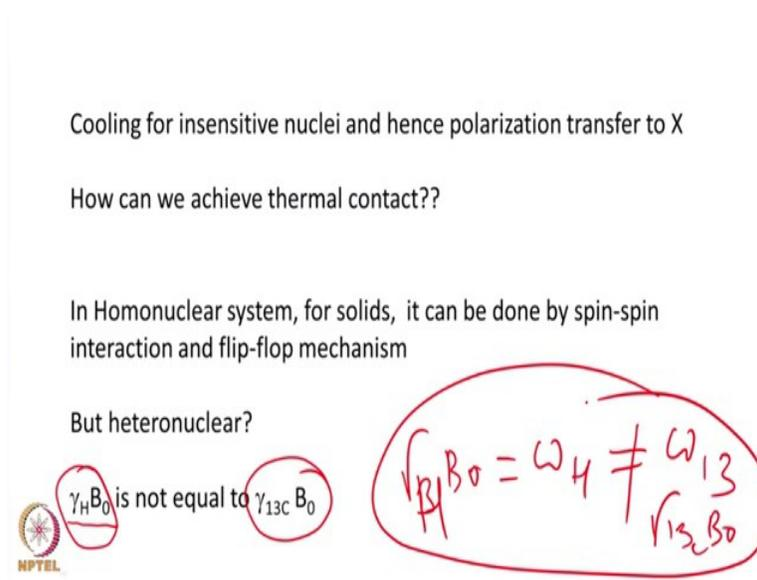 Cooling for insensitive nuclei and hence polarization transfer to X
How can we achieve thermal contact??
In Homonuclear system, for solids, it can be done by spin-spin
interaction and flip-flop mechanism
But heteronuclear?
γHB0 is not equal to γ13C B0
B0 = ωH ≠ ω13
γ13C B0
NPTEL